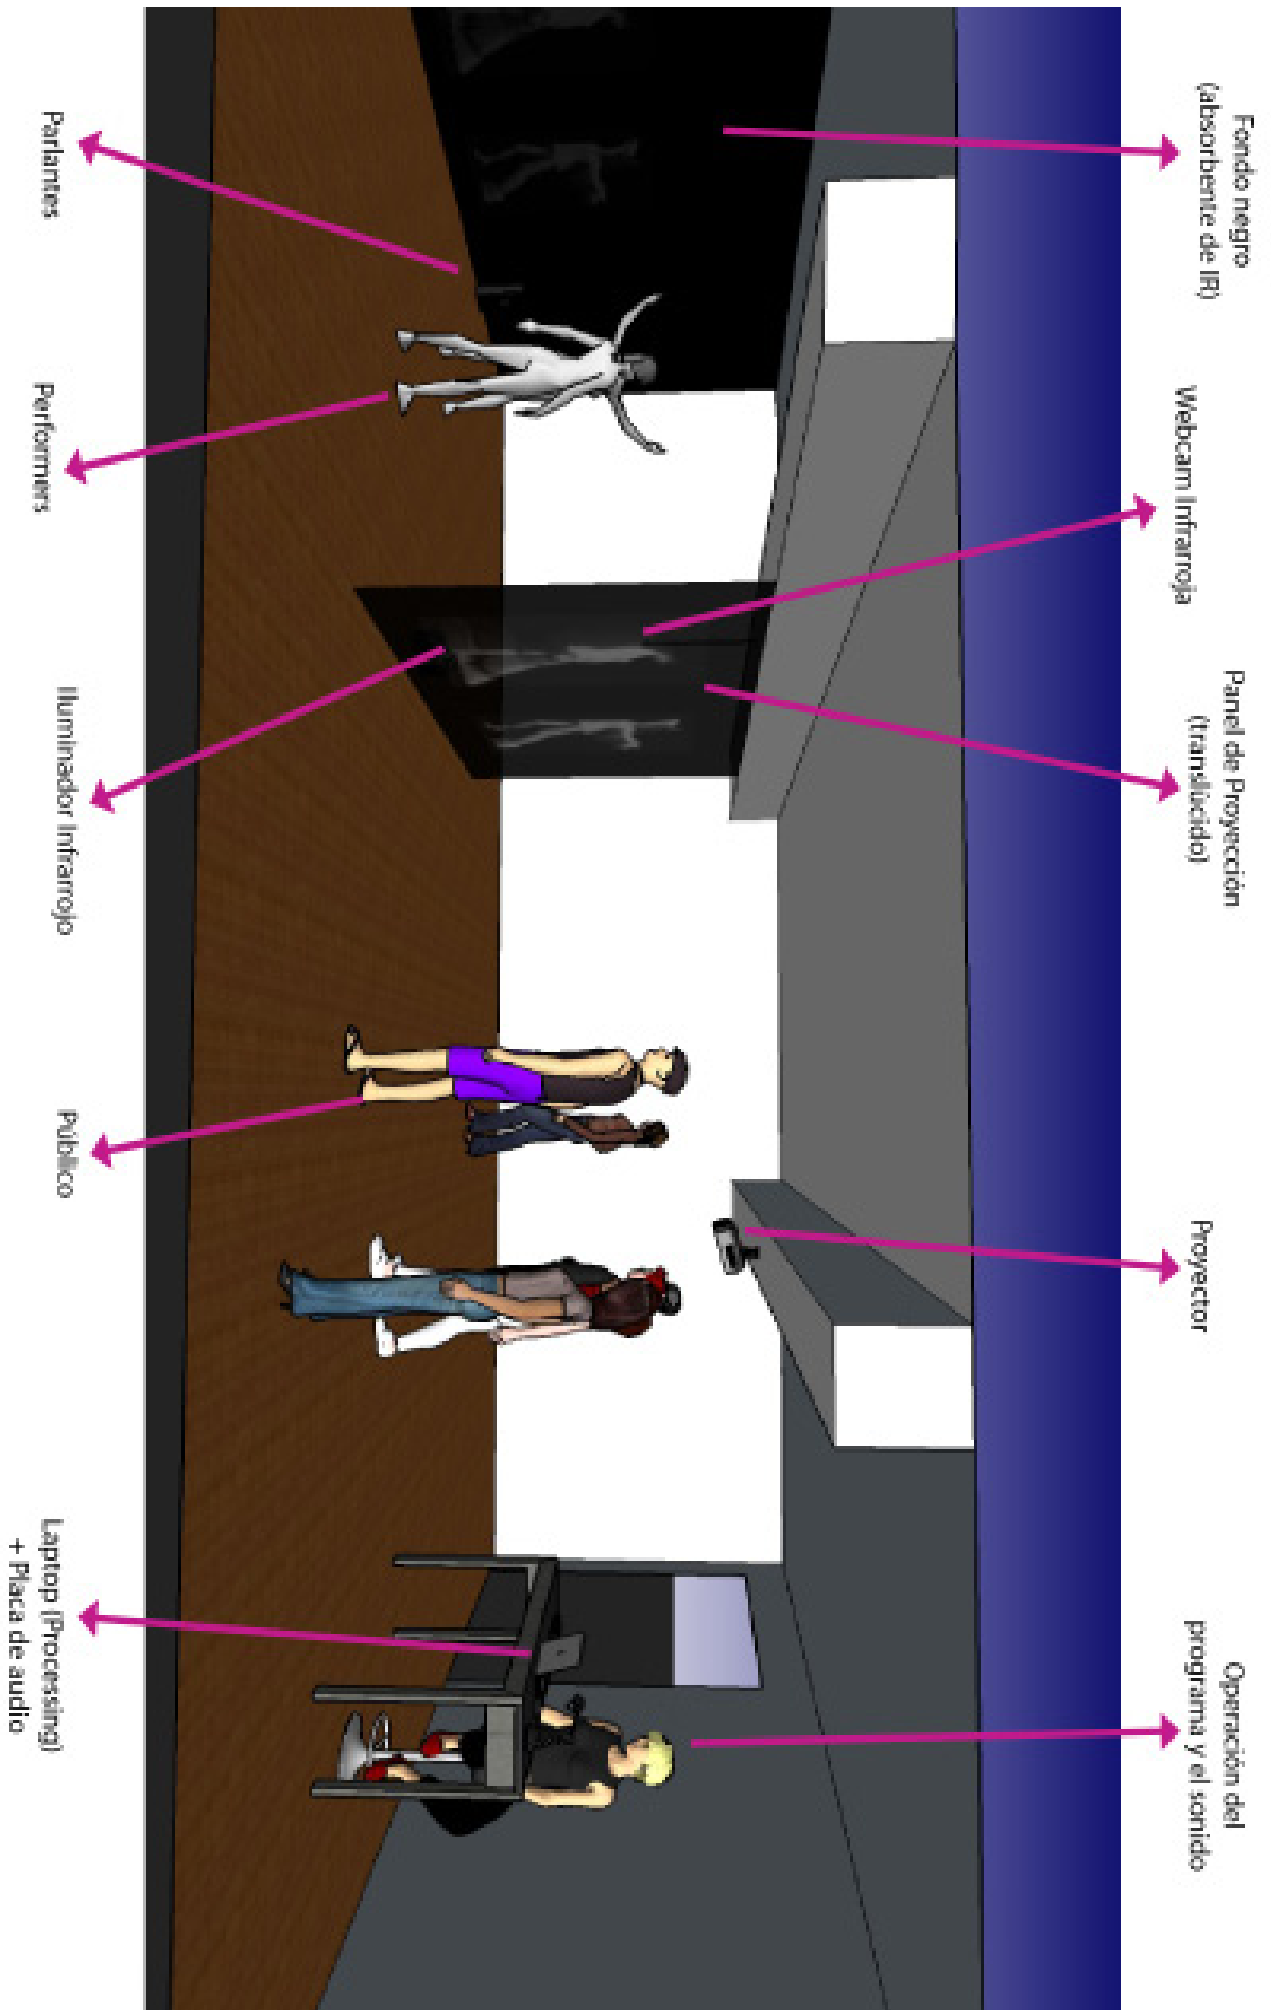 Fondo negro
(absorbente de IR)
Webcam Infrarroja
Panel de Proyección
(translúcido)
Proyector
Operación del
programa y el sonido
Parlantes
Performers
Iluminador Infrarrojo
Público
Laptop (Processing)
+ Placa de audio